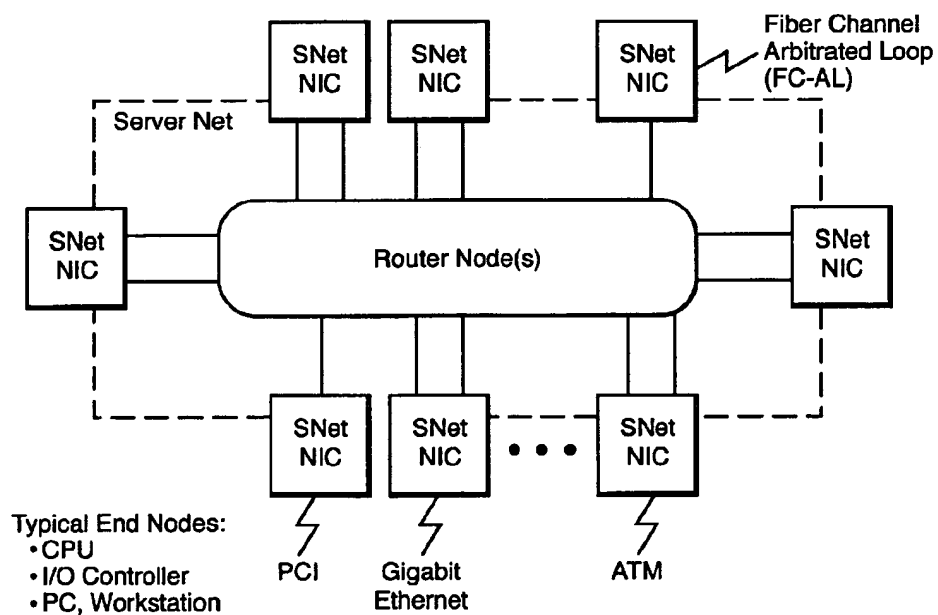 SNet
NIC
SNet
NIC
SNet
NIC
Fiber Channel
Arbitrated Loop
(FC-AL)
Server Net
SNet
NIC
Router Node(s)
SNet
NIC
SNet
NIC
SNet
NIC
SNet
NIC
Typical End Nodes:
•CPU
•I/O Controller
•PC, Workstation
PCI
Gigabit
Ethernet
ATM